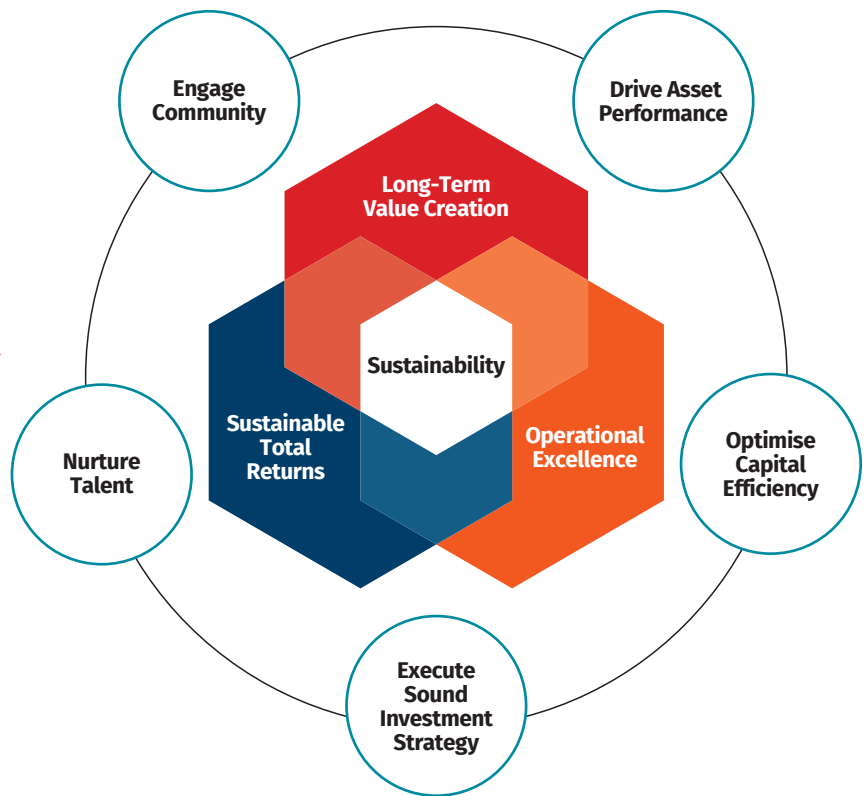 Engage
Community
Drive Asset
Performance
Long-Term
Value Creation
Sustainability
Sustainable
Total
Returns
Operational
Excellence
Nurture
Talent
Optimise
Capital
Efficiency
Execute
Sound
Investment
Strategy